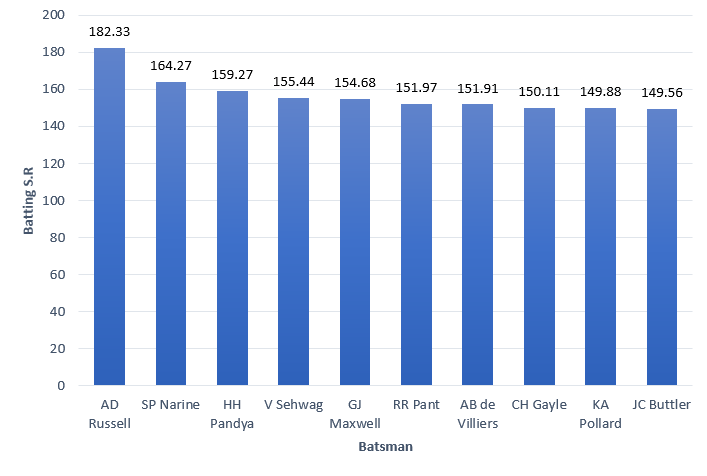 200
180
160
140
120
100
80
60
40
20
0
Batting S.R
182.33
164.27
159.27
155.44
154.68
151.97
151.91
150.11
149.88
149.56
AD
Russell
SP Narine
HH
Pandya
V Sehwag
GJ
Maxwell
RR Pant
AB de
Villiers
CH Gayle
KA
Pollard
JC Buttler
Batsman